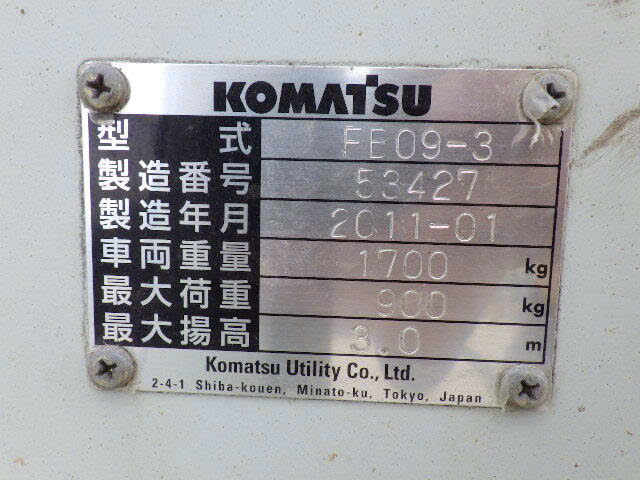 KOMATSU
型式 FE09-3
製造番号 53427
製造年月 2011-01
車両重量 1700 kg
最大荷重 900 kg
最大揚高 3.0 m
Komatsu Utility Co., Ltd.
2-4-1 Shiba-kouen, Minato-ku, Tokyo, Japan